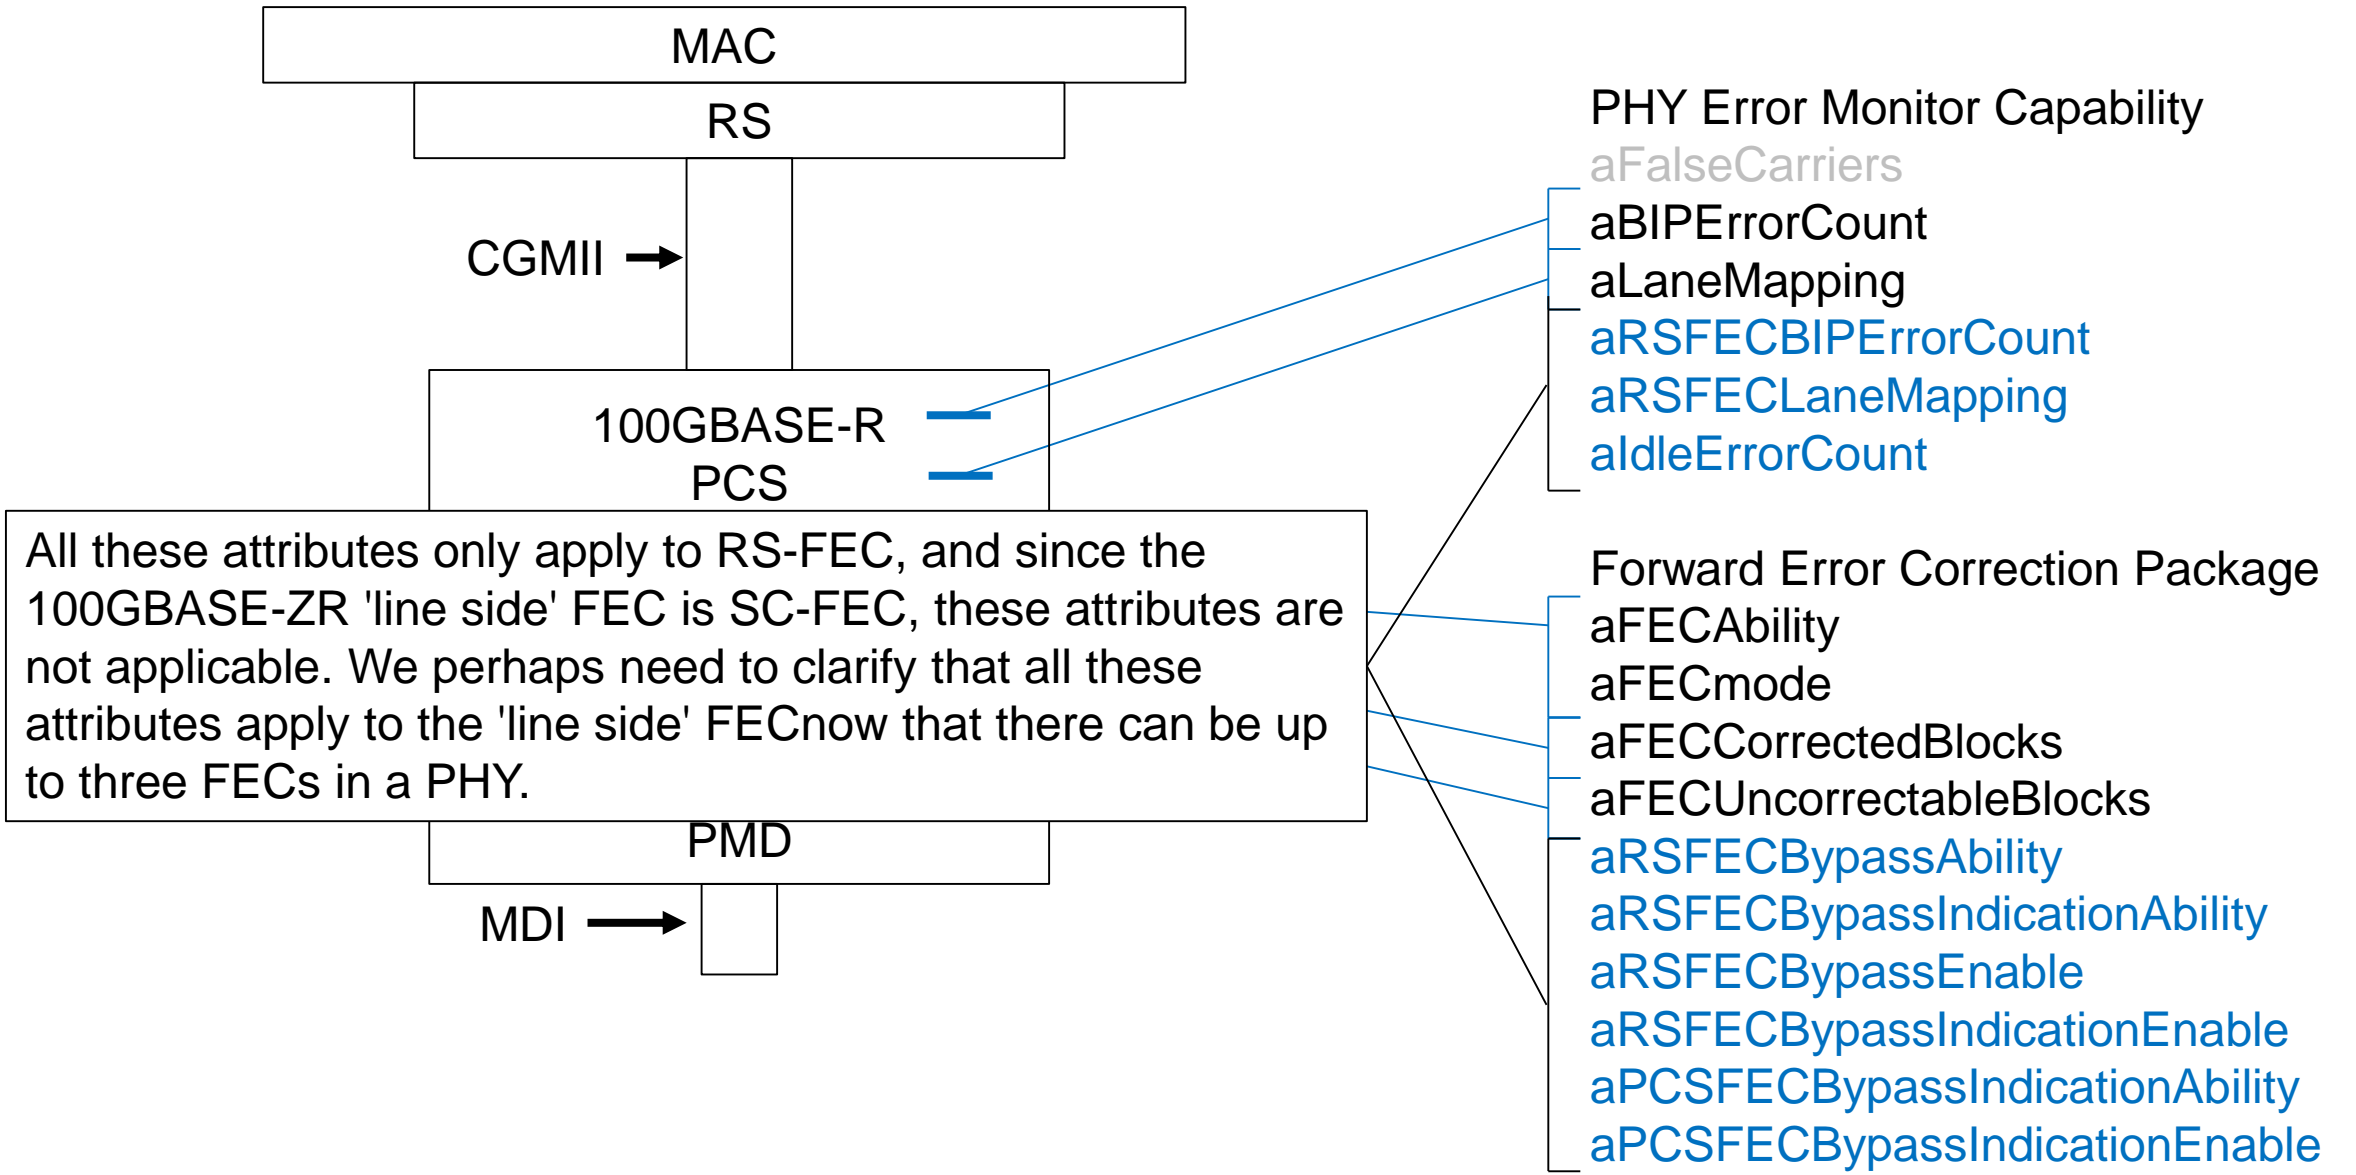 MAC
RS
CGMII
100GBASE-R
PCS
All these attributes only apply to RS-FEC, and since the
100GBASE-ZR 'line side' FEC is SC-FEC, these attributes are
not applicable. We perhaps need to clarify that all these
attributes apply to the 'line side' FECnow that there can be up
to three FECs in a PHY.
PMD
MDI
PHY Error Monitor Capability
aFalseCarriers
aBIPErrorCount
aLaneMapping
aRSFECBIPErrorCount
aRSFECLaneMapping
aIdleErrorCount
Forward Error Correction Package
aFECAbility
aFECmode
aFECCorrectedBlocks
aFECUncorrectableBlocks
aRSFECBypassAbility
aRSFECBypassIndicationAbility
aRSFECBypassEnable
aRSFECBypassIndicationEnable
aPCSFECBypassIndicationAbility
aPCSFECBypassIndicationEnable